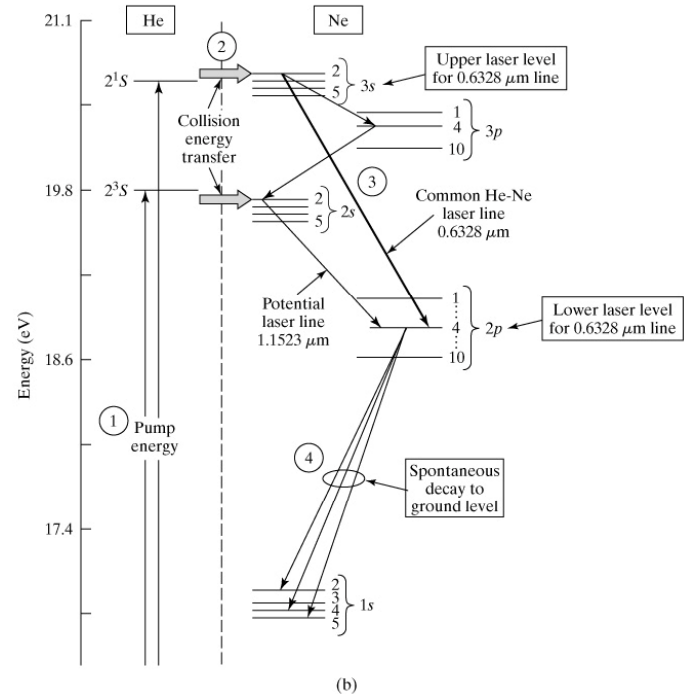 21.1
He
Ne
2
2¹S
2
5
3s
Upper laser level
for 0.6328 μm line
Collision
energy
transfer
1
4
10
3p
3
19.8
2³S
2
5
2s
Common He-Ne
laser line
0.6328 μm
Potential
laser line
1.1523 μm
1
4
10
2p
Lower laser level
for 0.6328 μm line
Energy (eV)
18.6
1
Pump
energy
4
Spontaneous
decay to
ground level
17.4
2
3
4
5
1s
(b)